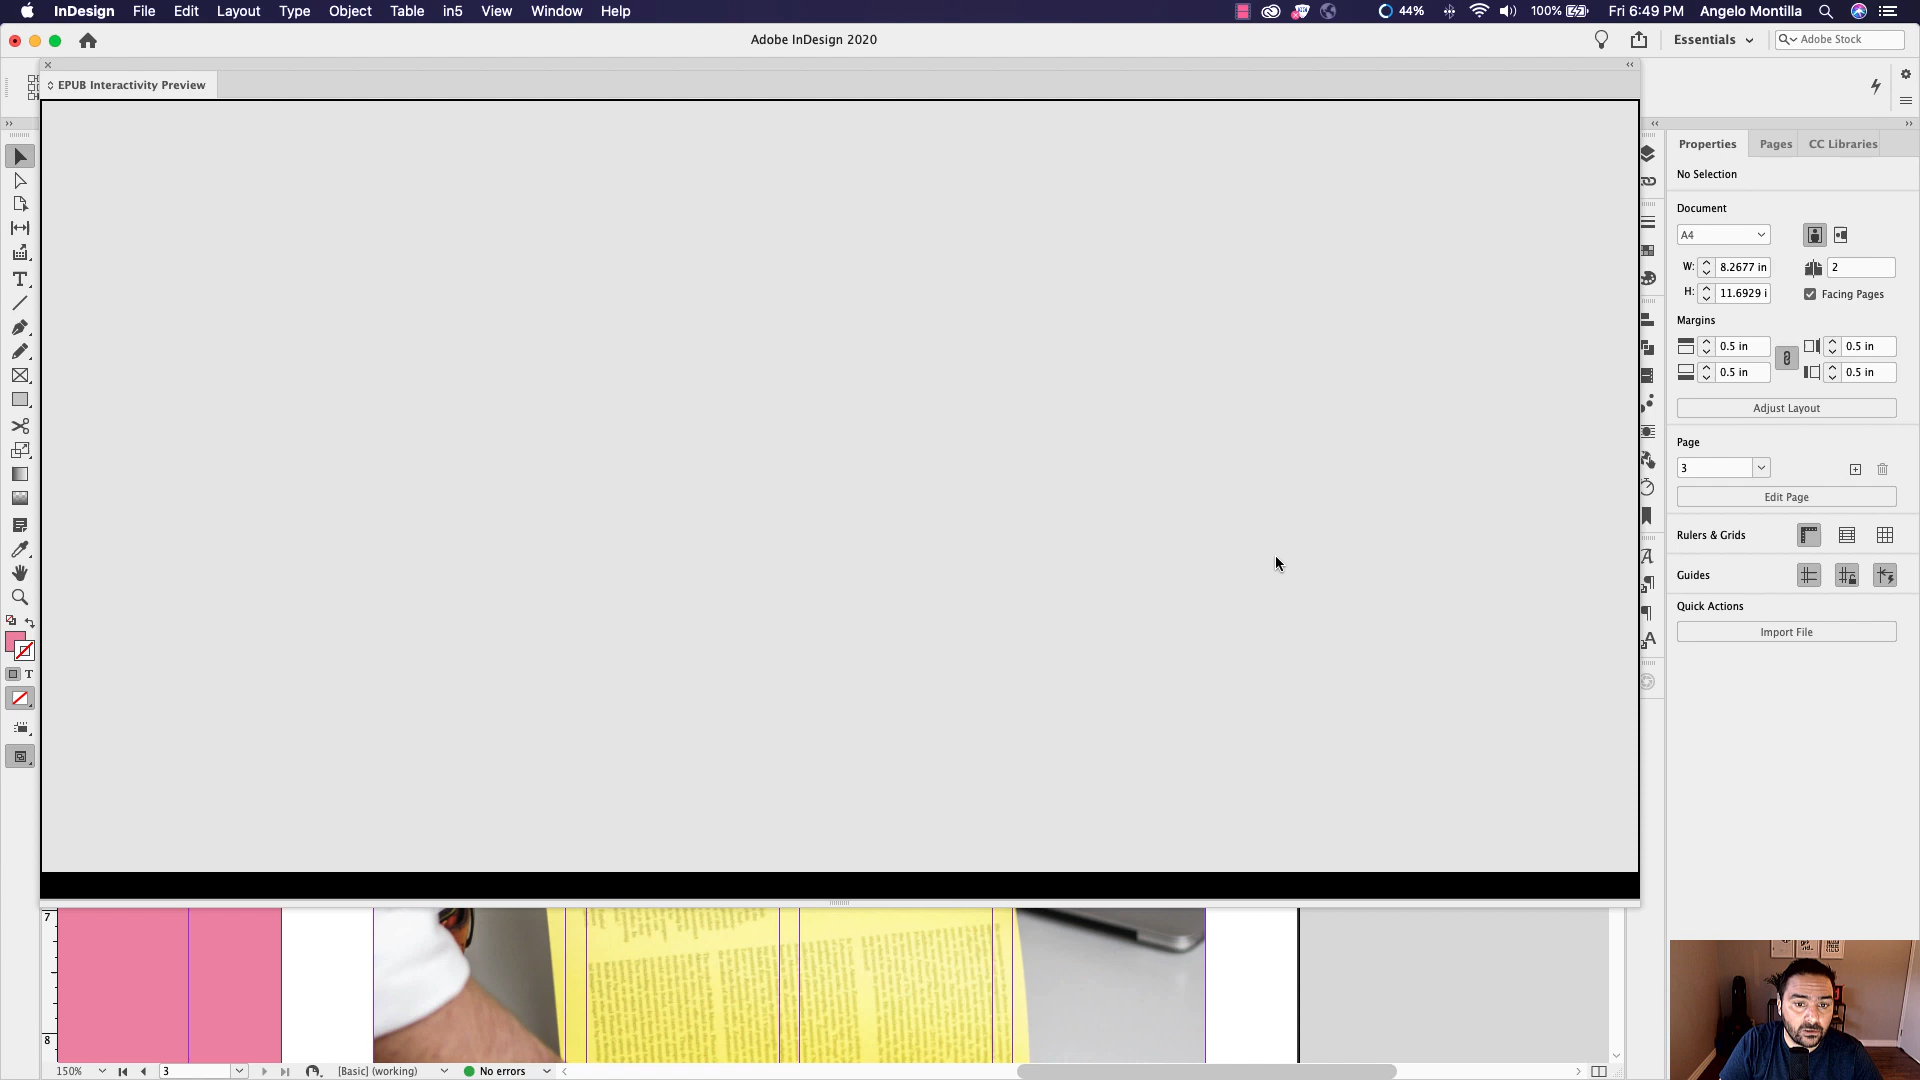 InDesign File Edit Layout Type Object Table in5 View Window Help 44% 100% Fri 6:49 PM Angelo Montilla
Adobe InDesign 2020 Essentials Adobe Stock
EPUB Interactivity Preview
Properties Pages CC Libraries
No Selection
Document
A4
W: 8.2677 in 2
H: 11.6929 i Facing Pages
Margins
0.5 in 0.5 in
0.5 in 0.5 in
Adjust Layout
Page
3
Edit Page
Rulers & Grids
Guides
Quick Actions
Import File
7
8
150% 3 [Basic] (working) No errors